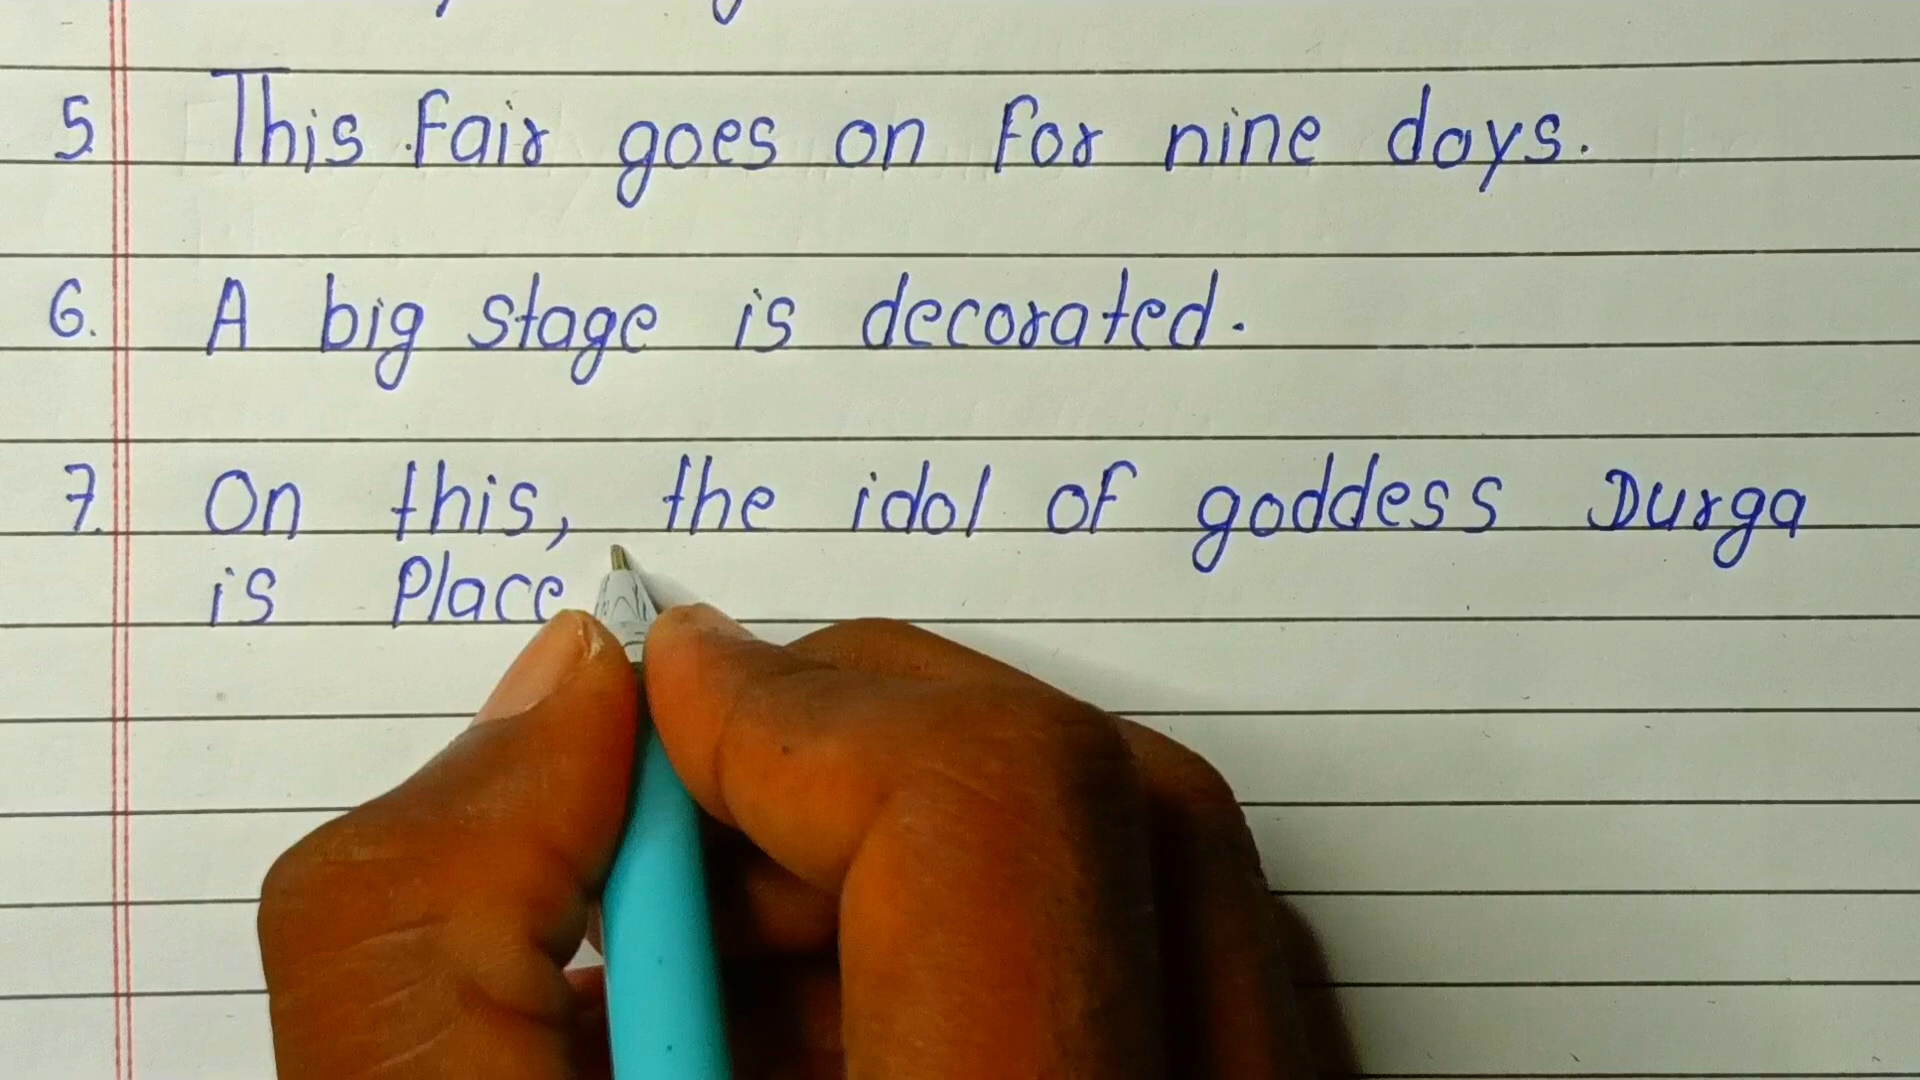 5. This fair goes on for nine days.
6. A big stage is decorated.
7. On this, the idol of goddess Durga
is Place